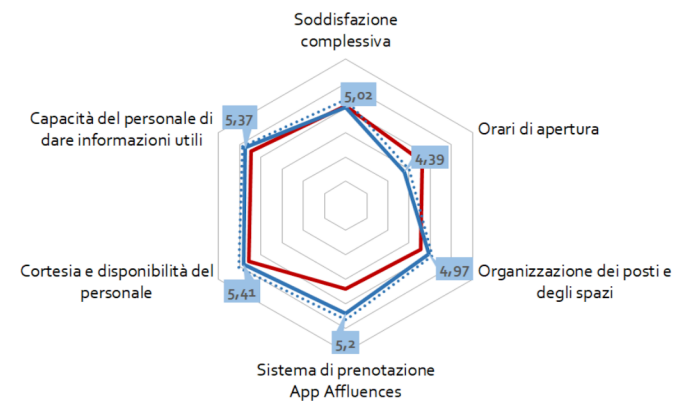 Soddisfazione
complessiva
5,02
5,37
Capacità del personale di
dare informazioni utili
Orari di apertura
4,39
Cortesia e disponibilità del
personale
5,41
4,97
Organizzazione dei posti e
degli spazi
5,2
Sistema di prenotazione
App Affluences